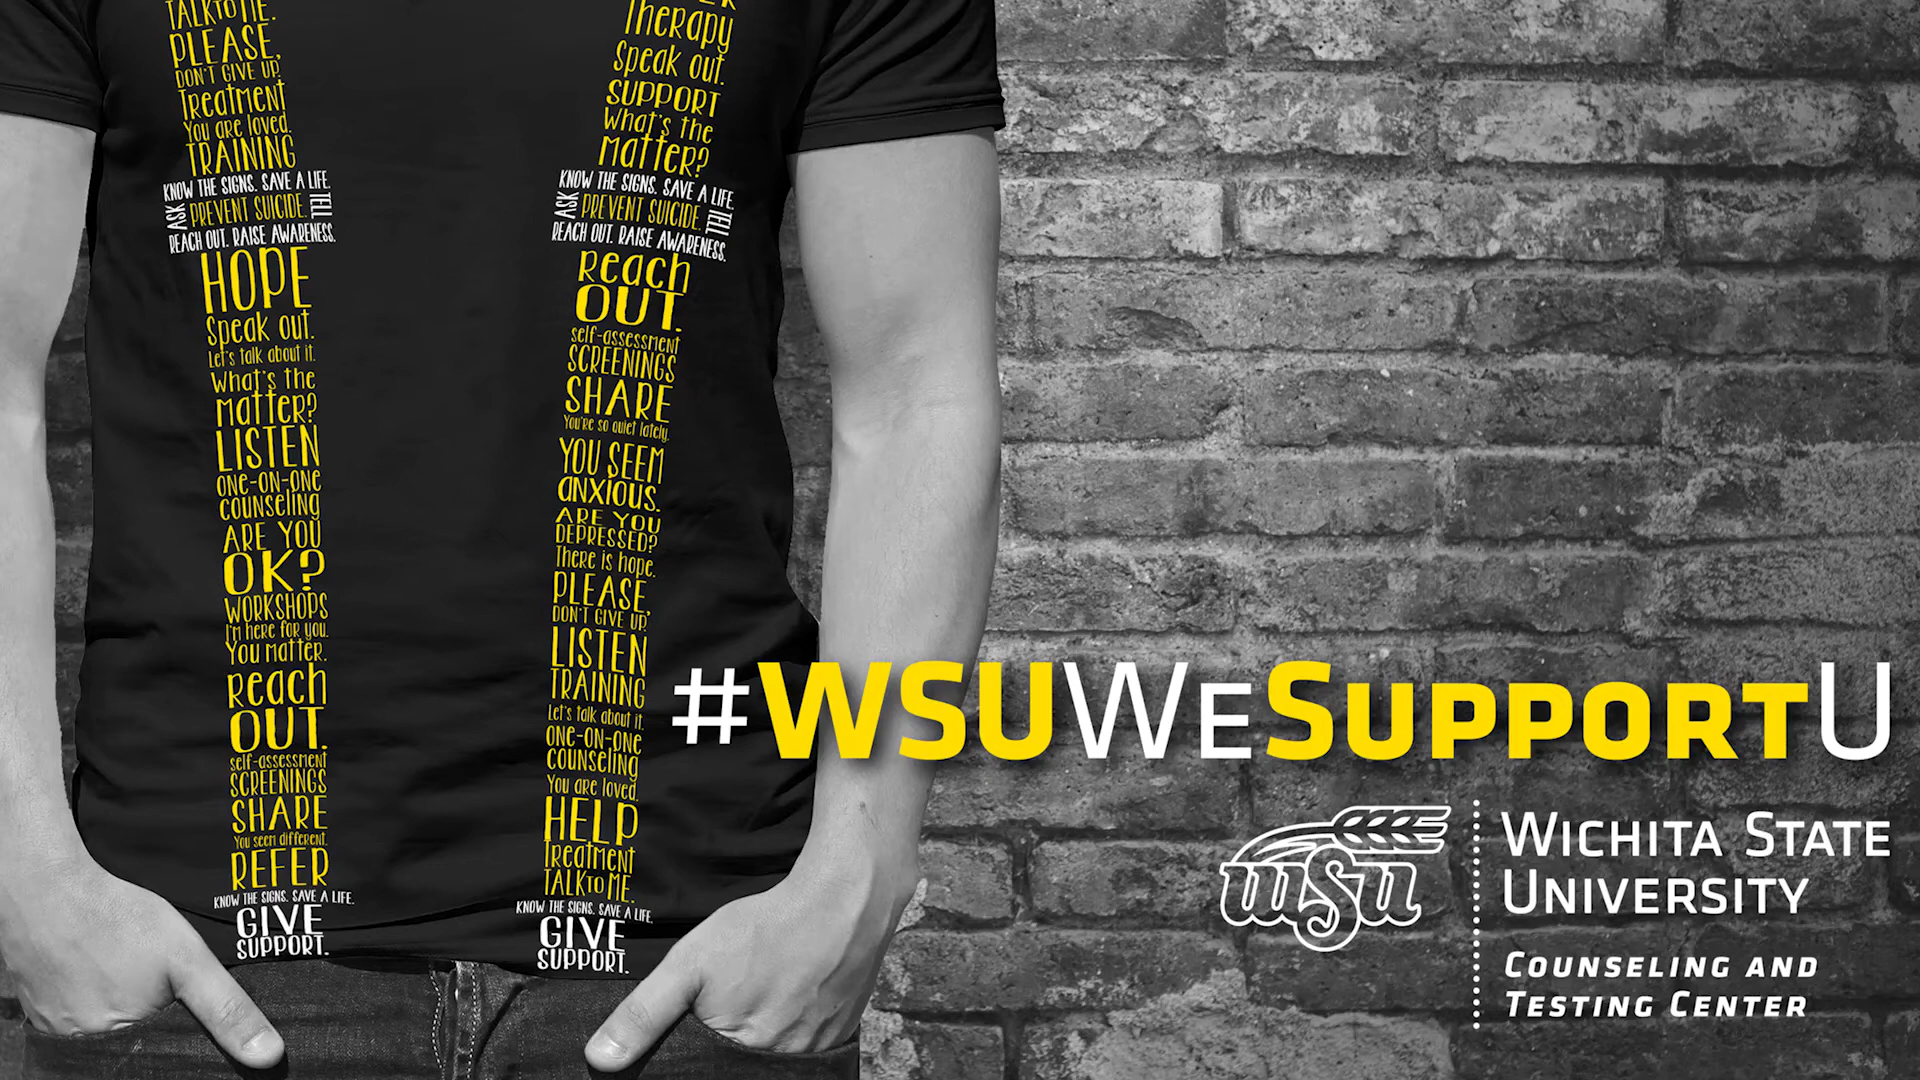 TALK TO ME.
PLEASE,
DON'T GIVE UP.
Treatment
You are loved.
TRAINING
KNOW THE SIGNS. SAVE A LIFE.
ASK
PREVENT SUICIDE.
TELL
REACH OUT. RAISE AWARENESS.
HOPE
Speak out.
Let's talk about it.
What's the
matter?
LISTEN
one-on-one
counseling
ARE YOU
OK?
WORKSHOPS
I'm here for you.
You matter.
Reach
OUT.
self-assessment
SCREENINGS
SHARE
You seem different.
REFER
KNOW THE SIGNS. SAVE A LIFE.
GIVE
SUPPORT.
Therapy
Speak out.
SUPPORT
What's the
matter?
KNOW THE SIGNS. SAVE A LIFE.
ASK
PREVENT SUICIDE.
TELL
REACH OUT. RAISE AWARENESS.
Reach
OUT.
self-assessment
SCREENINGS
SHARE
You're so quiet lately.
YOU SEEM
anxious.
ARE YOU
DEPRESSED?
There is hope.
PLEASE,
DON'T GIVE UP.
LISTEN
TRAINING
Let's talk about it.
one-on-one
counseling
You are loved.
HELP
Treatment
TALK TO ME.
KNOW THE SIGNS. SAVE A LIFE.
GIVE
SUPPORT.
#WSUWeSupportU
wsu
Wichita State
University
Counseling and
Testing Center